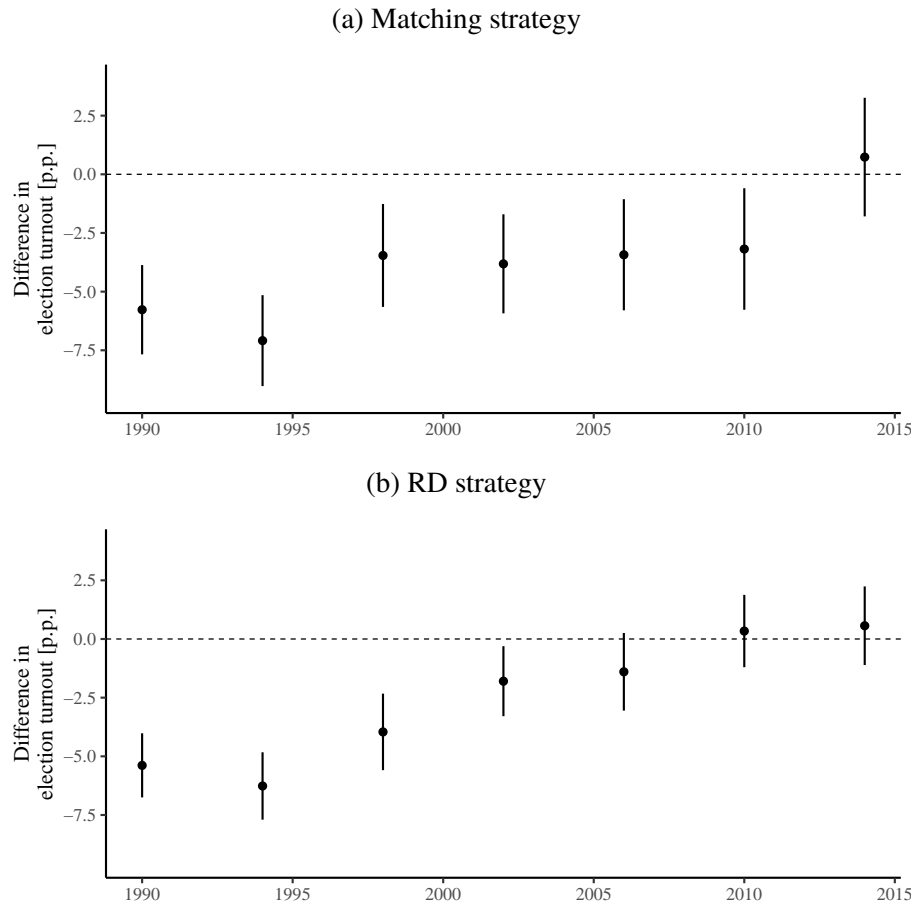 (a) Matching strategy
Difference in
election turnout [p.p.]
2.5
0.0
−2.5
−5.0
−7.5
1990 1995 2000 2005 2010 2015
(b) RD strategy
Difference in
election turnout [p.p.]
2.5
0.0
−2.5
−5.0
−7.5
1990 1995 2000 2005 2010 2015